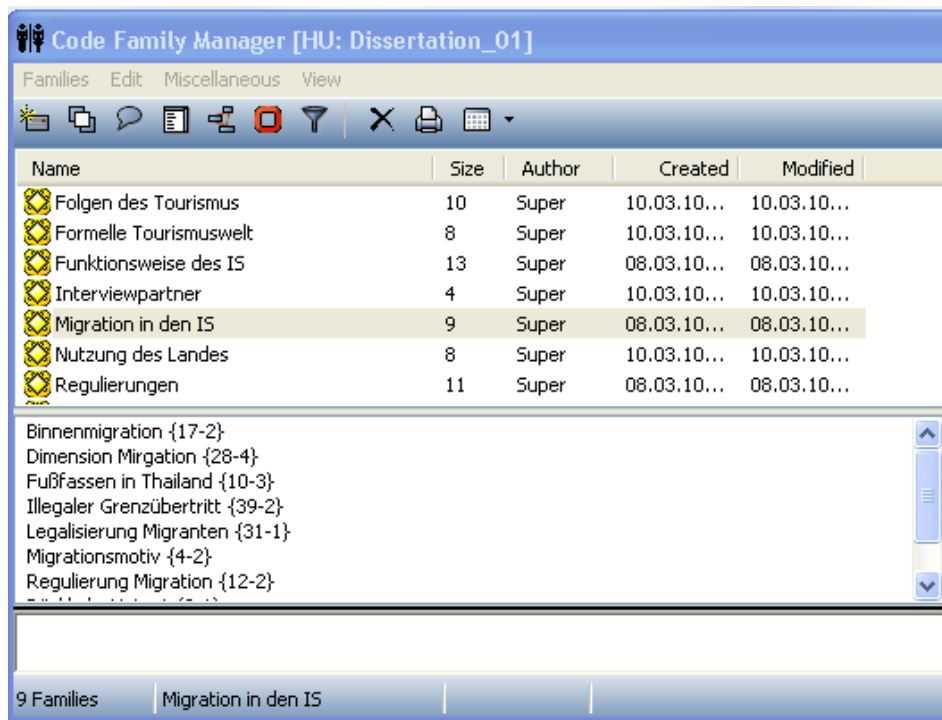 Code Family Manager [HU: Dissertation_01]
Families Edit Miscellaneous View
Name Size Author Created Modified
Folgen des Tourismus 10 Super 10.03.10... 10.03.10...
Formelle Tourismuswelt 8 Super 10.03.10... 10.03.10...
Funktionsweise des IS 13 Super 08.03.10... 08.03.10...
Interviewpartner 4 Super 10.03.10... 10.03.10...
Migration in den IS 9 Super 08.03.10... 08.03.10...
Nutzung des Landes 8 Super 10.03.10... 10.03.10...
Regulierungen 11 Super 08.03.10... 08.03.10...
Binnenmigration {17-2}
Dimension Mirgation {28-4}
Fußfassen in Thailand {10-3}
Illegaler Grenzübertritt {39-2}
Legalisierung Migranten {31-1}
Migrationsmotiv {4-2}
Regulierung Migration {12-2}
9 Families Migration in den IS